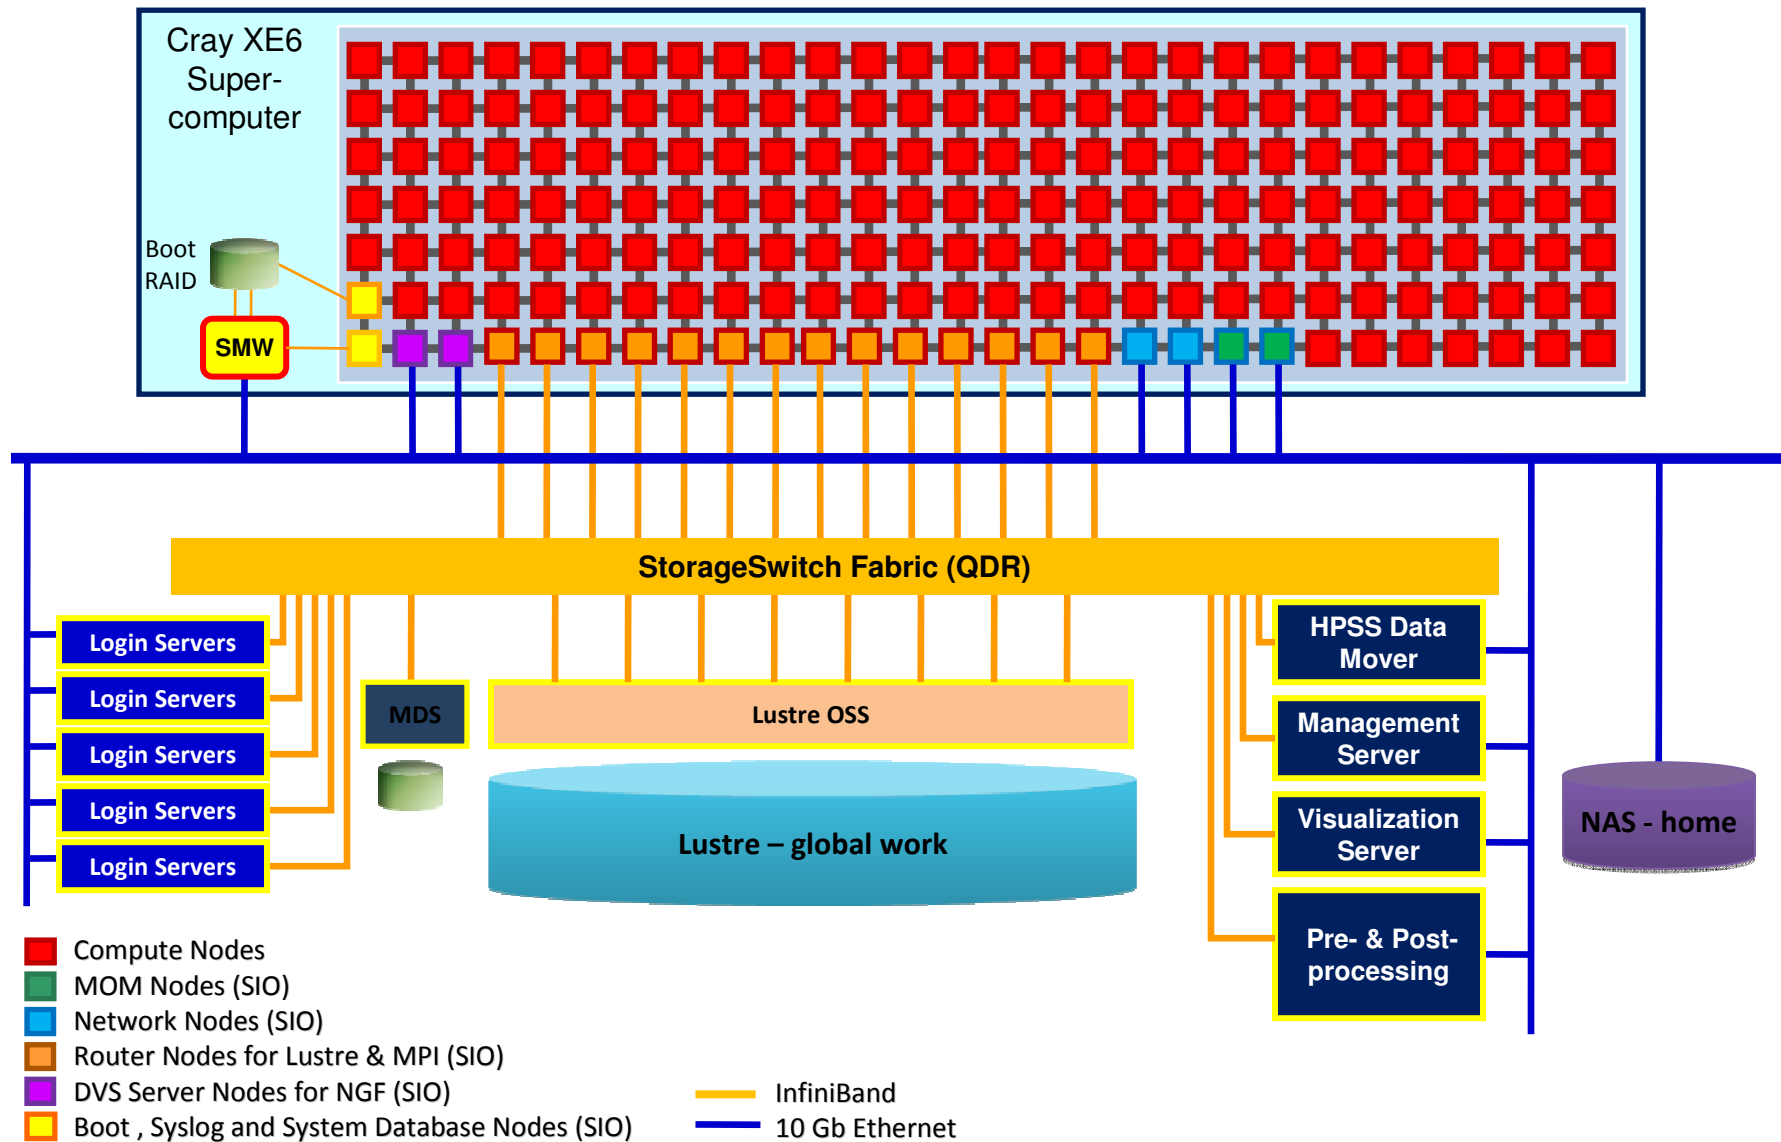 Cray XE6
Super-
computer
Boot
RAID
SMW
StorageSwitch Fabric (QDR)
Login Servers
Login Servers
Login Servers
Login Servers
Login Servers
MDS
Lustre OSS
Lustre – global work
HPSS Data
Mover
Management
Server
Visualization
Server
Pre- & Post-
processing
NAS - home
Compute Nodes
MOM Nodes (SIO)
Network Nodes (SIO)
Router Nodes for Lustre & MPI (SIO)
DVS Server Nodes for NGF (SIO)
Boot , Syslog and System Database Nodes (SIO)
InfiniBand
10 Gb Ethernet